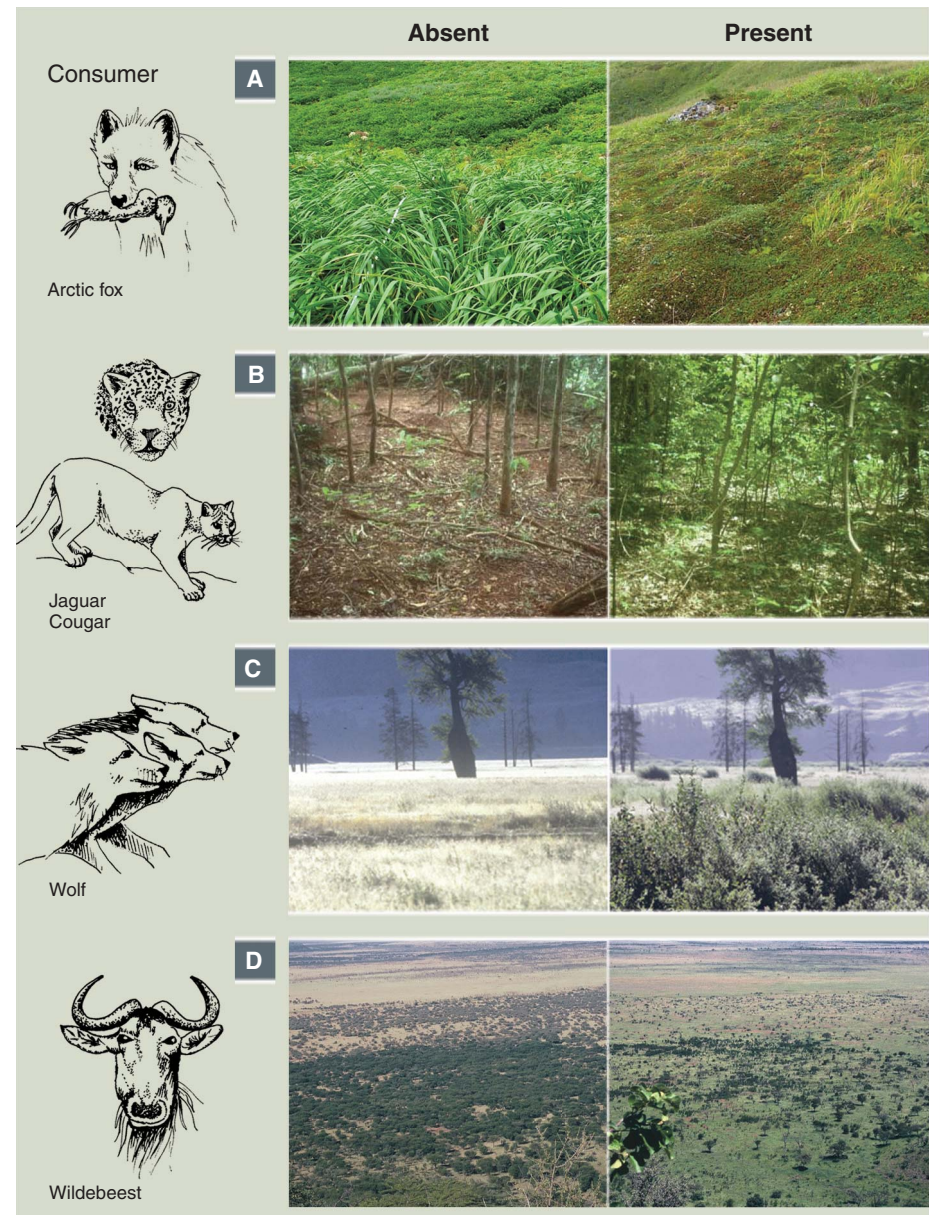 Absent
Present
Consumer
A
Arctic fox
B
Jaguar
Cougar
C
Wolf
D
Wildebeest